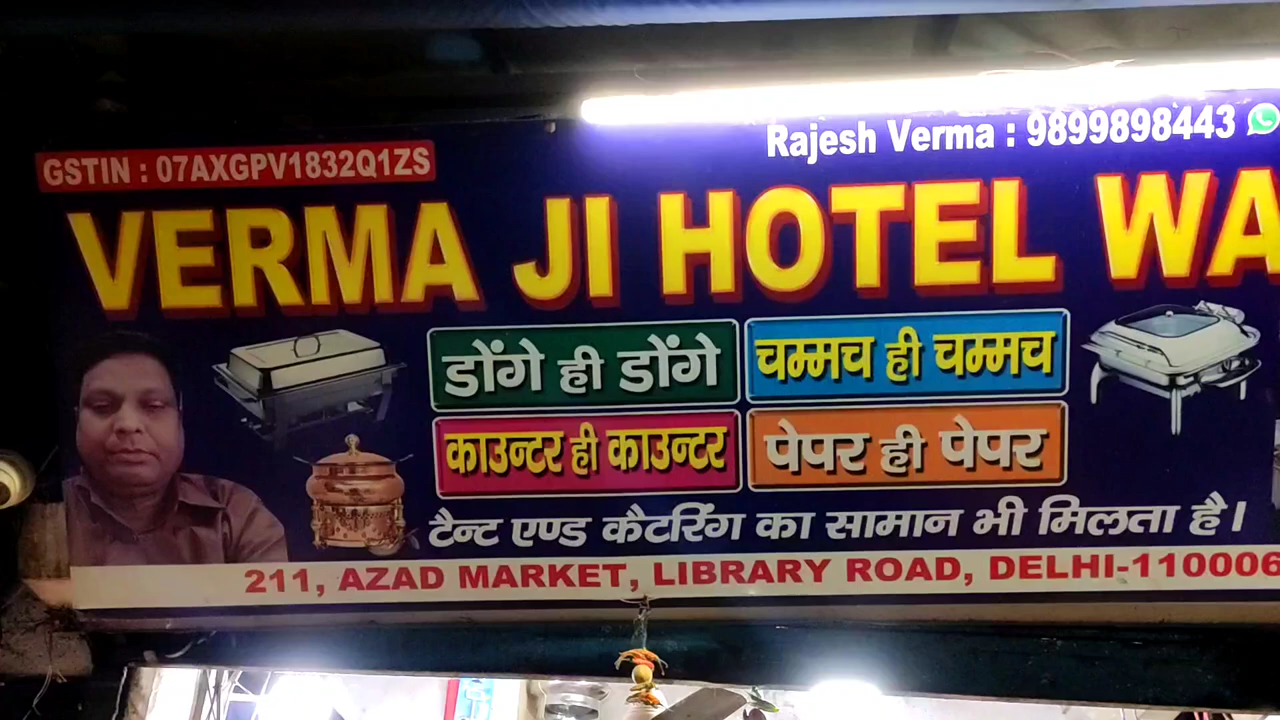 Rajesh Verma : 9899898443
GSTIN : 07AXGPV1832Q1ZS
VERMA JI HOTEL WA
डोंगे ही डोंगे
चम्मच ही चम्मच
काउन्टर ही काउन्टर
पेपर ही पेपर
टैन्ट एण्ड कैटरिंग का सामान भी मिलता है।
211, AZAD MARKET, LIBRARY ROAD, DELHI-110006